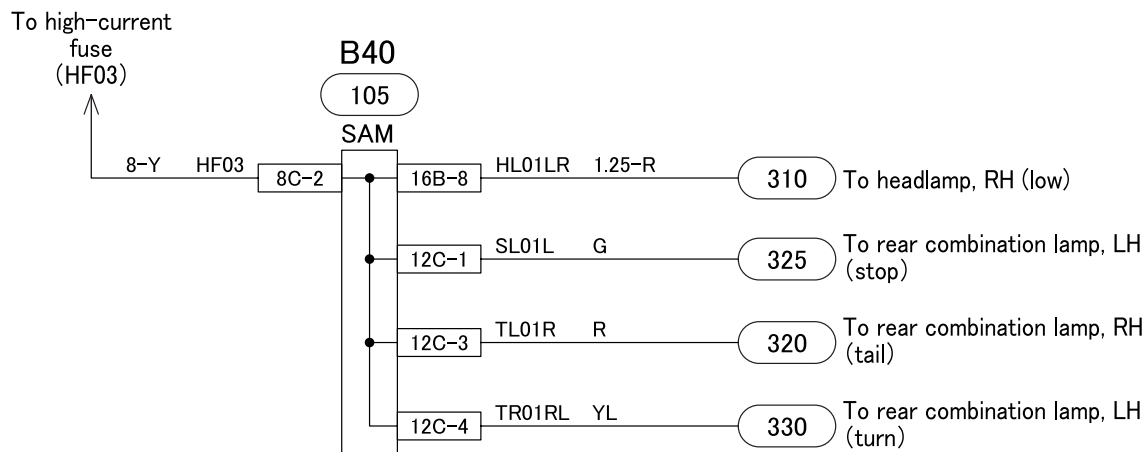 To high-current
fuse
(HF03)
B40
105
SAM
8-Y HF03 8C-2 16B-8 HL01LR 1.25-R 310 To headlamp, RH (low)
12C-1 SL01L G 325 To rear combination lamp, LH
(stop)
12C-3 TL01R R 320 To rear combination lamp, RH
(tail)
12C-4 TR01RL YL 330 To rear combination lamp, LH
(turn)